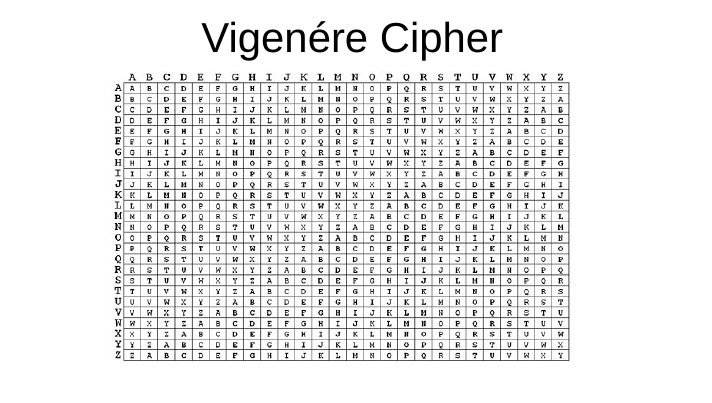 Vigenére Cipher
A B C D E F G H I J K L M N O P Q R S T U V W X Y Z
A A B C D E F G H I J K L M N O P Q R S T U V W X Y Z
B B C D E F G H I J K L M N O P Q R S T U V W X Y Z A
C C D E F G H I J K L M N O P Q R S T U V W X Y Z A B
D D E F G H I J K L M N O P Q R S T U V W X Y Z A B C
E E F G H I J K L M N O P Q R S T U V W X Y Z A B C D
F F G H I J K L M N O P Q R S T U V W X Y Z A B C D E
G G H I J K L M N O P Q R S T U V W X Y Z A B C D E F
H H I J K L M N O P Q R S T U V W X Y Z A B C D E F G
I I J K L M N O P Q R S T U V W X Y Z A B C D E F G H
J J K L M N O P Q R S T U V W X Y Z A B C D E F G H I
K K L M N O P Q R S T U V W X Y Z A B C D E F G H I J
L L M N O P Q R S T U V W X Y Z A B C D E F G H I J K
M M N O P Q R S T U V W X Y Z A B C D E F G H I J K L
N N O P Q R S T U V W X Y Z A B C D E F G H I J K L M
O O P Q R S T U V W X Y Z A B C D E F G H I J K L M N
P P Q R S T U V W X Y Z A B C D E F G H I J K L M N O
Q Q R S T U V W X Y Z A B C D E F G H I J K L M N O P
R R S T U V W X Y Z A B C D E F G H I J K L M N O P Q
S S T U V W X Y Z A B C D E F G H I J K L M N O P Q R
T T U V W X Y Z A B C D E F G H I J K L M N O P Q R S
U U V W X Y Z A B C D E F G H I J K L M N O P Q R S T
V V W X Y Z A B C D E F G H I J K L M N O P Q R S T U
W W X Y Z A B C D E F G H I J K L M N O P Q R S T U V
X X Y Z A B C D E F G H I J K L M N O P Q R S T U V W
Y Y Z A B C D E F G H I J K L M N O P Q R S T U V W X
Z Z A B C D E F G H I J K L M N O P Q R S T U V W X Y